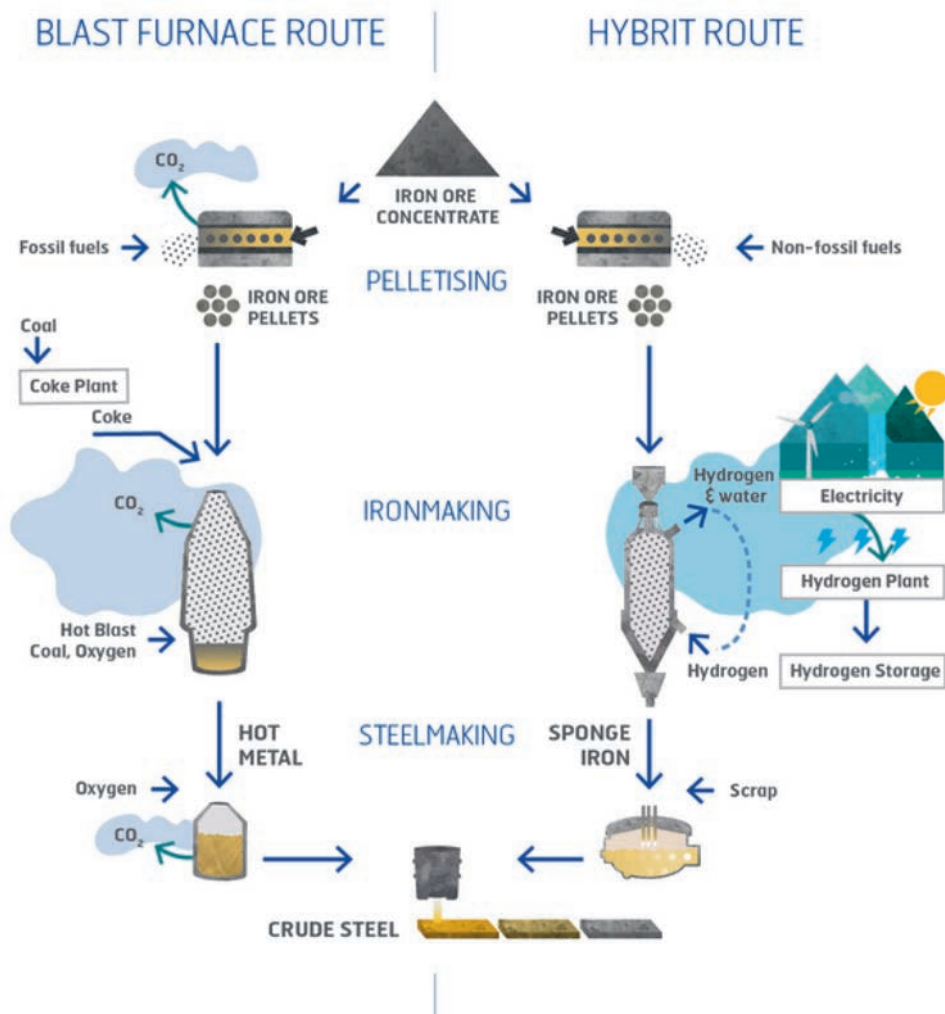 BLAST FURNACE ROUTE
HYBRIT ROUTE
CO₂
IRON ORE
CONCENTRATE
Fossil fuels
Non-fossil fuels
PELLETISING
IRON ORE
PELLETS
IRON ORE
PELLETS
Coal
Coke Plant
Coke
CO₂
IRONMAKING
Hydrogen
& water
Electricity
Hydrogen Plant
Hot Blast
Coal, Oxygen
Hydrogen
Hydrogen Storage
HOT
METAL
STEELMAKING
SPONGE
IRON
Oxygen
Scrap
CO₂
CRUDE STEEL